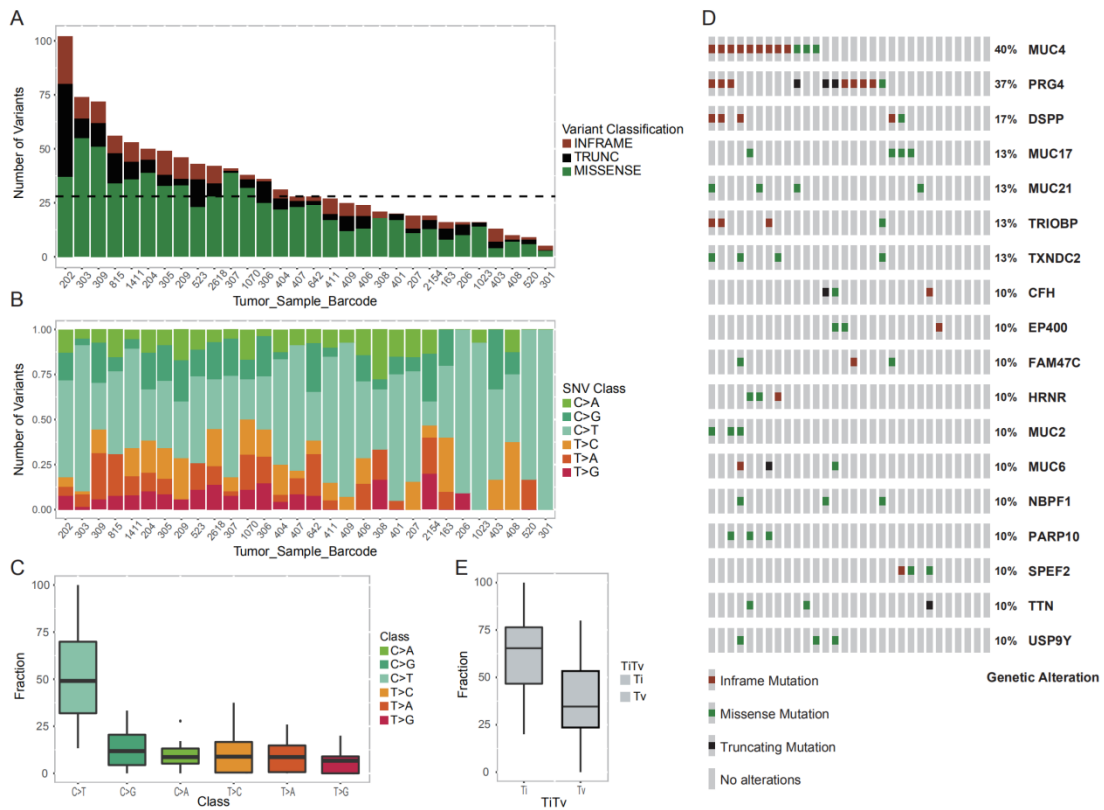 A
100
75
50
25
0
Number of Variants
202 303 309 815 1411 204 305 209 523 2618 307 1070 306 404 407 642 411 409 406 308 401 207 2154 163 206 1023 403 408 520 301
Tumor_Sample_Barcode
Variant Classification
INFRAME
TRUNC
MISSENSE
B
1.00
0.75
0.50
0.25
0.00
Number of Variants
202 303 309 815 1411 204 305 209 523 2618 307 1070 306 404 407 642 411 409 406 308 401 207 2154 163 206 1023 403 408 520 301
Tumor_Sample_Barcode
SNV Class
C>A
C>G
C>T
T>C
T>A
T>G
C
100
75
50
25
0
Fraction
C>T C>G C>A T>C T>A T>G
Class
Class
C>A
C>G
C>T
T>C
T>A
T>G
E
100
75
50
25
0
Fraction
Ti Tv
TiTv
TiTv
Ti
Tv
D
40% MUC4
37% PRG4
17% DSPP
13% MUC17
13% MUC21
13% TRIOBP
13% TXNDC2
10% CFH
10% EP400
10% FAM47C
10% HRNR
10% MUC2
10% MUC6
10% NBPF1
10% PARP10
10% SPEF2
10% TTN
10% USP9Y
Genetic Alteration
Inframe Mutation
Missense Mutation
Truncating Mutation
No alterations